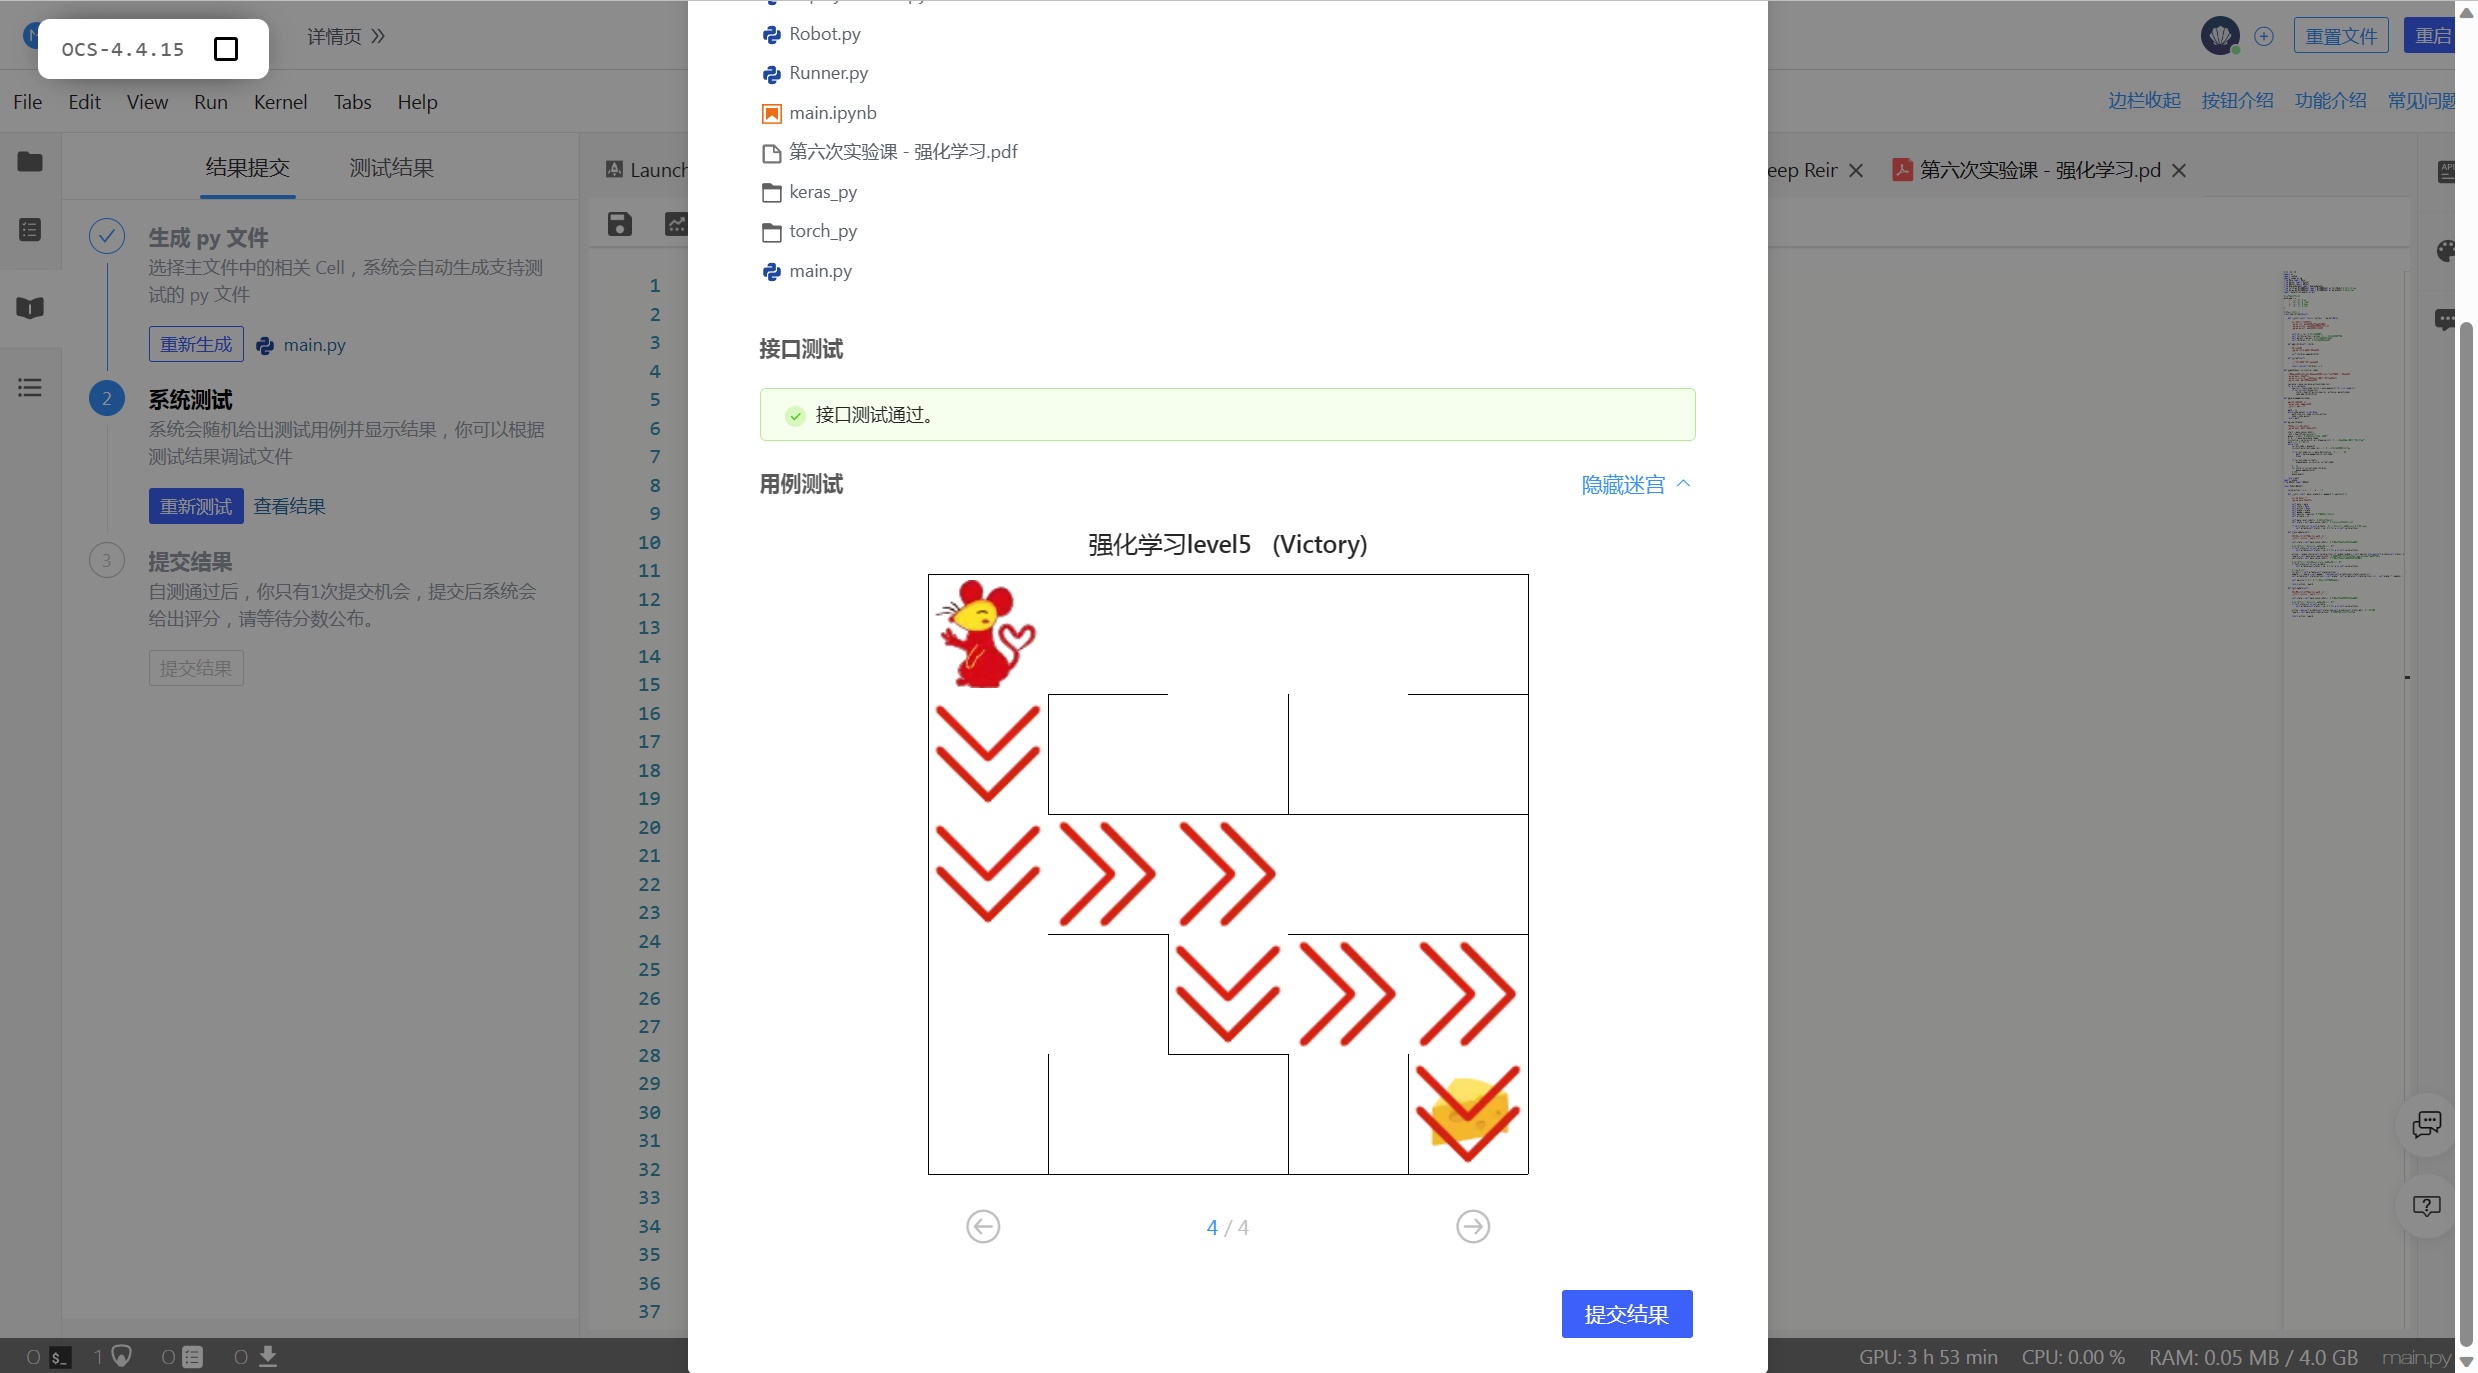 OCS-4.4.15
详情页
重置文件
重启
File Edit View Run Kernel Tabs Help
边栏收起 按钮介绍 功能介绍 常见问题
结果提交 测试结果
Launch
eep Rein
第六次实验课 - 强化学习.pd
生成 py 文件
选择主文件中的相关 Cell，系统会自动生成支持测
试的 py 文件
重新生成 main.py
2 系统测试
系统会随机给出测试用例并显示结果，你可以根据
测试结果调试文件
重新测试 查看结果
3 提交结果
自测通过后，你只有1次提交机会，提交后系统会
给出评分，请等待分数公布。
提交结果
1
2
3
4
5
6
7
8
9
10
11
12
13
14
15
16
17
18
19
20
21
22
23
24
25
26
27
28
29
30
31
32
33
34
35
36
37
Robot.py
Runner.py
main.ipynb
第六次实验课 - 强化学习.pdf
keras_py
torch_py
main.py
接口测试
接口测试通过。
用例测试
隐藏迷宫
强化学习level5 (Victory)
4 / 4
提交结果
0 $_ 1 0 0
GPU: 3 h 53 min CPU: 0.00 % RAM: 0.05 MB / 4.0 GB main.py